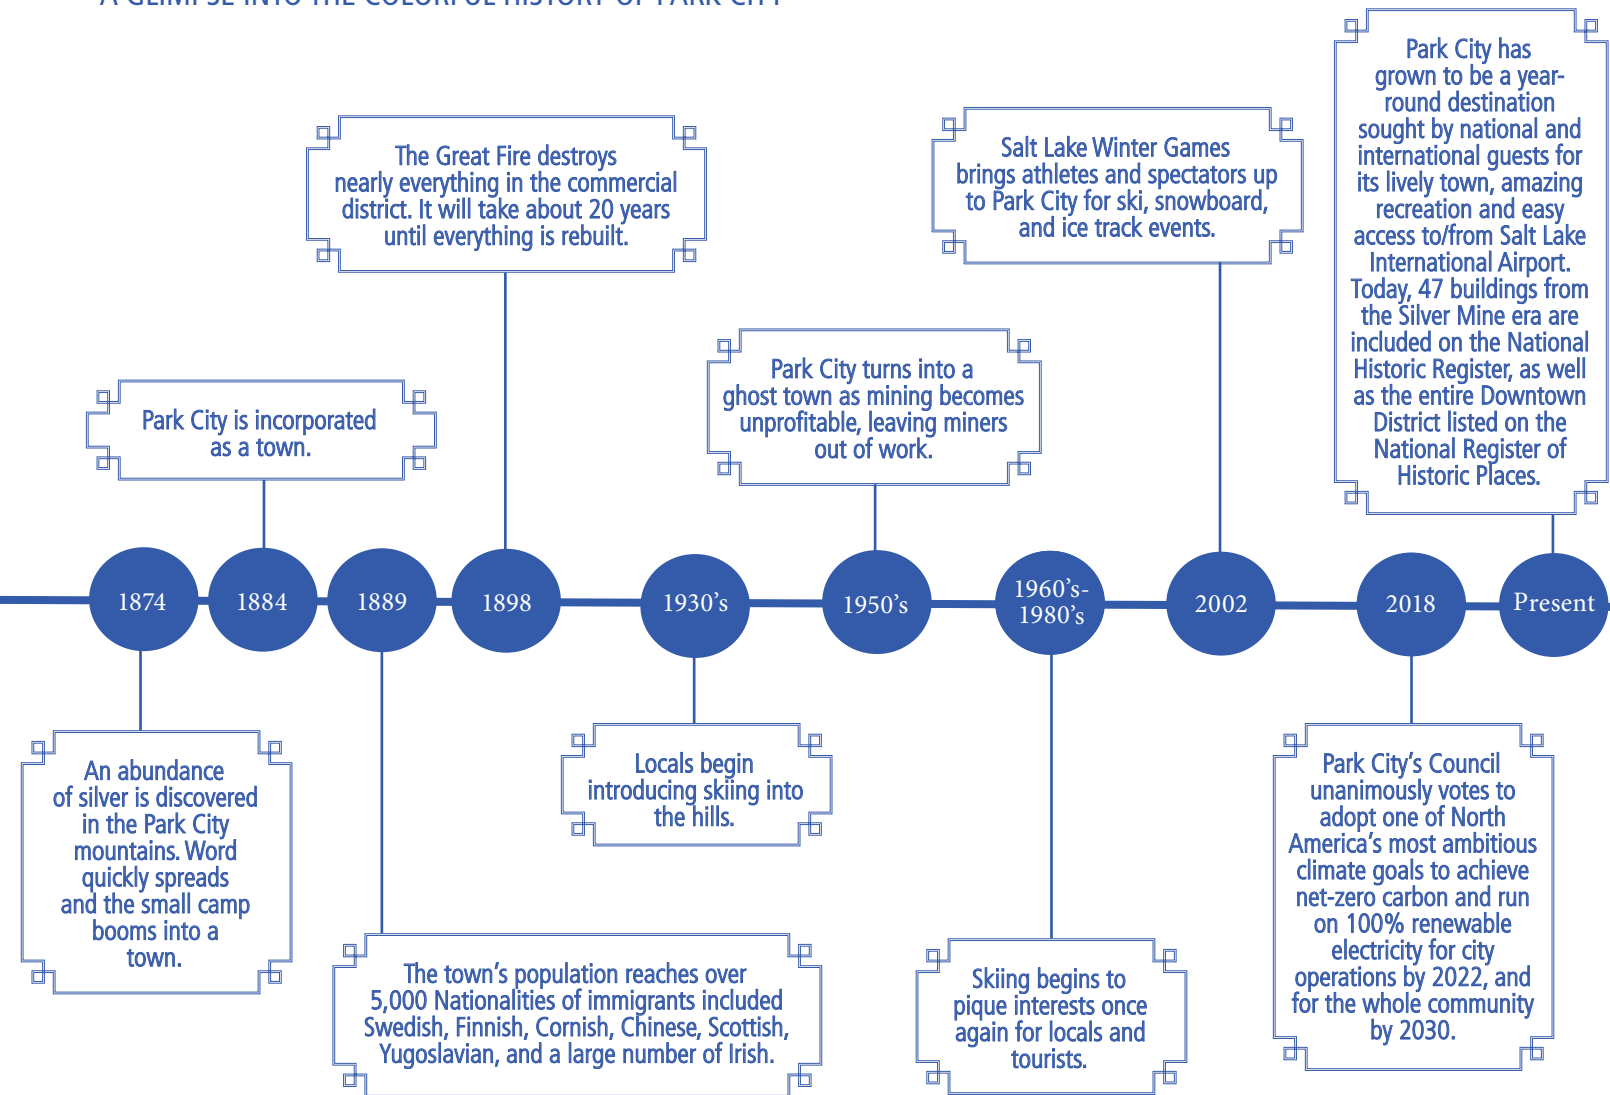 A GLIMPSE INTO THE COLORFUL HISTORY OF PARK CITY
Park City has
grown to be a year-
round destination
sought by national and
international guests for
its lively town, amazing
recreation and easy
access to/from Salt Lake
International Airport.
Today, 47 buildings from
the Silver Mine era are
included on the National
Historic Register, as well
as the entire Downtown
District listed on the
National Register of
Historic Places.
The Great Fire destroys
nearly everything in the commercial
district. It will take about 20 years
until everything is rebuilt.
Salt Lake Winter Games
brings athletes and spectators up
to Park City for ski, snowboard,
and ice track events.
Park City turns into a
ghost town as mining becomes
unprofitable, leaving miners
out of work.
Park City is incorporated
as a town.
1874
1884
1889
1898
1930’s
1950’s
1960’s-
1980’s
2002
2018
Present
An abundance
of silver is discovered
in the Park City
mountains. Word
quickly spreads
and the small camp
booms into a
town.
The town’s population reaches over
5,000 Nationalities of immigrants included
Swedish, Finnish, Cornish, Chinese, Scottish,
Yugoslavian, and a large number of Irish.
Locals begin
introducing skiing into
the hills.
Skiing begins to
pique interests once
again for locals and
tourists.
Park City’s Council
unanimously votes to
adopt one of North
America’s most ambitious
climate goals to achieve
net-zero carbon and run
on 100% renewable
electricity for city
operations by 2022, and
for the whole community
by 2030.